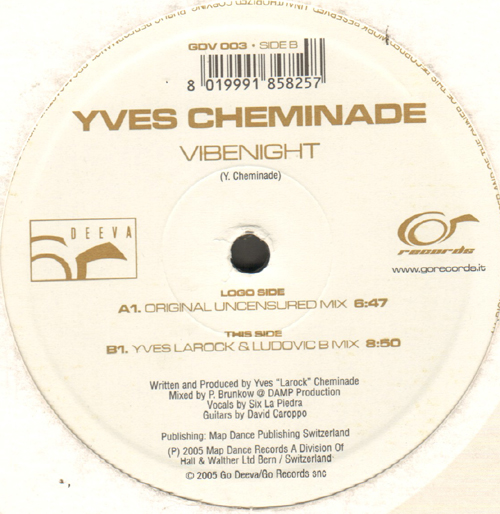 GDV 003 • SIDE B
8 019991 858257
YVES CHEMINADE
VIBENIGHT
(Y. Cheminade)
DEEVA
records
www.gorecords.it
LOGO SIDE
A1. ORIGINAL UNCENSURED MIX 6:47
THIS SIDE
B1. YVES LAROCK & LUDOVIC B MIX 8:50
Written and Produced by Yves "Larock" Cheminade
Mixed by P. Brunkow @ DAMP Production
Vocals by Six La Piedra
Guitars by David Caroppo
Publishing: Map Dance Publishing Switzerland
(P) 2005 Map Dance Records A Division Of
Hall & Walther Ltd Bern / Switzerland
© 2005 Go Deeva/Go Records snc